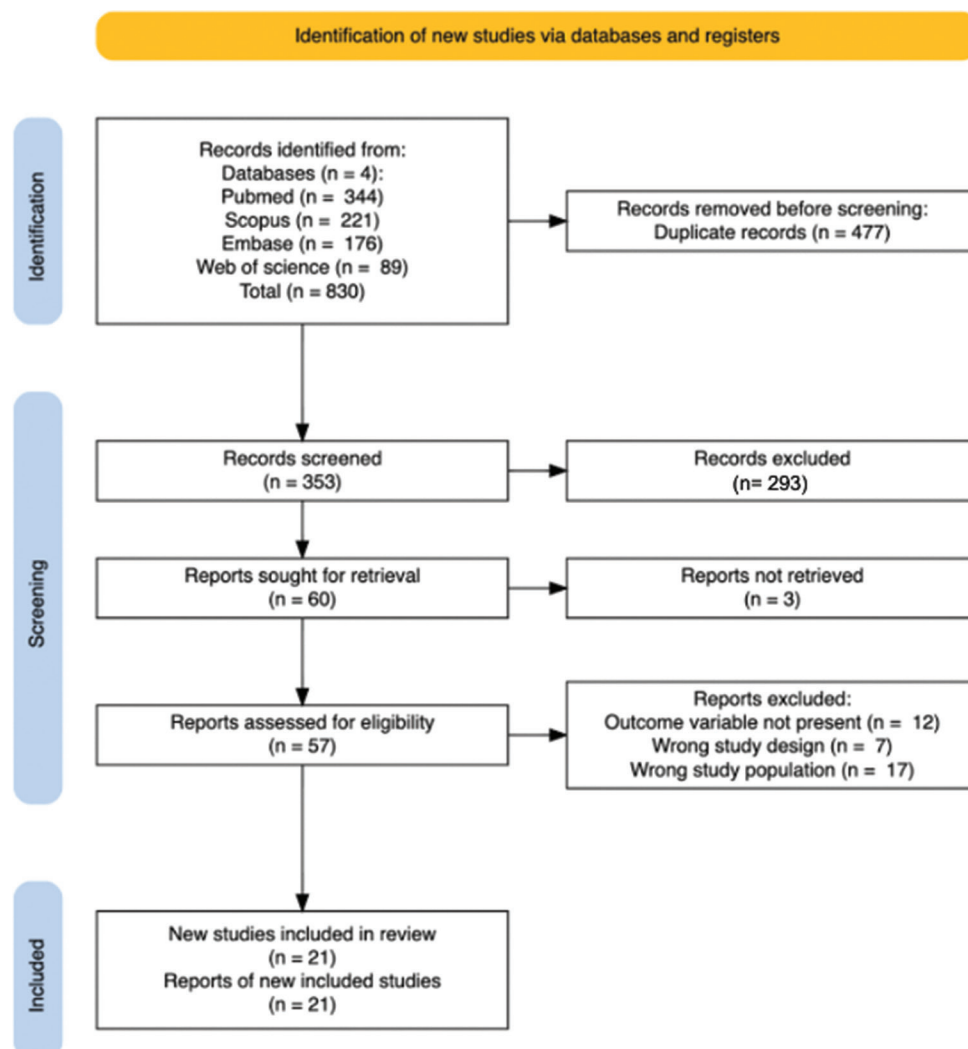 Identification of new studies via databases and registers
Identification
Records identified from:
Databases (n = 4):
Pubmed (n = 344)
Scopus (n = 221)
Embase (n = 176)
Web of science (n = 89)
Total (n = 830)
Records removed before screening:
Duplicate records (n = 477)
Screening
Records screened
(n = 353)
Records excluded
(n= 293)
Reports sought for retrieval
(n = 60)
Reports not retrieved
(n = 3)
Reports assessed for eligibility
(n = 57)
Reports excluded:
Outcome variable not present (n = 12)
Wrong study design (n = 7)
Wrong study population (n = 17)
Included
New studies included in review
(n = 21)
Reports of new included studies
(n = 21)